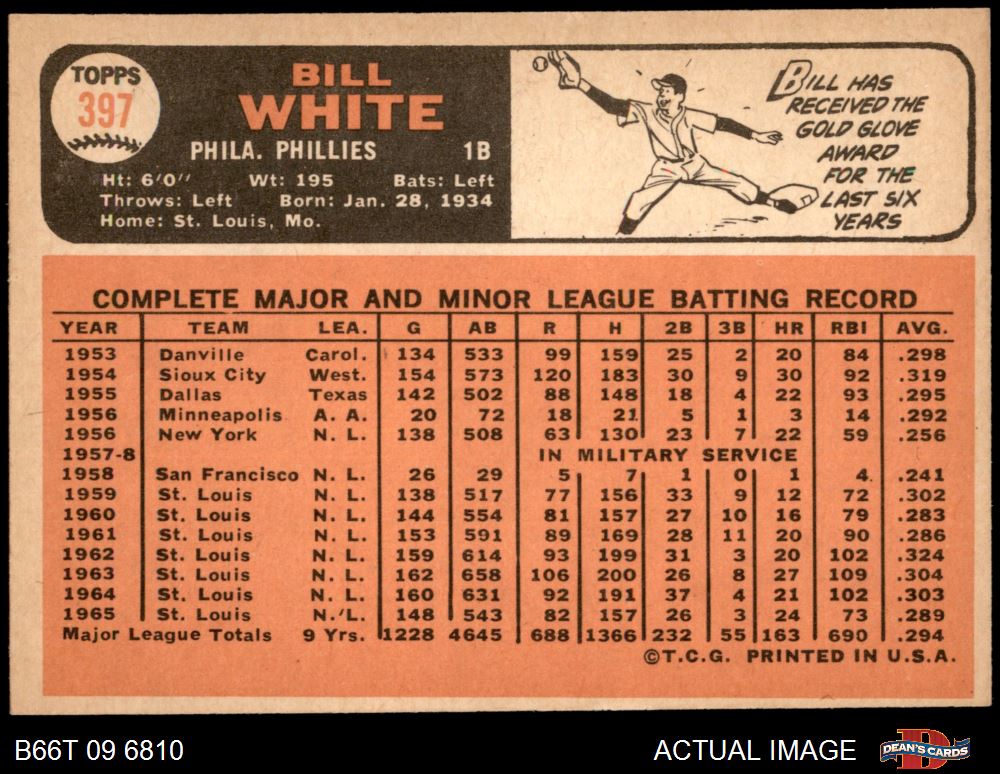 TOPPS
397
BILL
WHITE
PHILA. PHILLIES 1B
Ht: 6'0" Wt: 195 Bats: Left
Throws: Left Born: Jan. 28, 1934
Home: St. Louis, Mo.
BILL HAS
RECEIVED THE
GOLD GLOVE
AWARD
FOR THE
LAST SIX
YEARS
COMPLETE MAJOR AND MINOR LEAGUE BATTING RECORD
YEAR TEAM LEA. G AB R H 2B 3B HR RBI AVG.
1953 Danville Carol. 134 533 99 159 25 2 20 84 .298
1954 Sioux City West. 154 573 120 183 30 9 30 92 .319
1955 Dallas Texas 142 502 88 148 18 4 22 93 .295
1956 Minneapolis A. A. 20 72 18 21 5 1 3 14 .292
1956 New York N. L. 138 508 63 130 23 7 22 59 .256
1957-8 IN MILITARY SERVICE
1958 San Francisco N. L. 26 29 5 7 1 0 1 4 .241
1959 St. Louis N. L. 138 517 77 156 33 9 12 72 .302
1960 St. Louis N. L. 144 554 81 157 27 10 16 79 .283
1961 St. Louis N. L. 153 591 89 169 28 11 20 90 .286
1962 St. Louis N. L. 159 614 93 199 31 3 20 102 .324
1963 St. Louis N. L. 162 658 106 200 26 8 27 109 .304
1964 St. Louis N. L. 160 631 92 191 37 4 21 102 .303
1965 St. Louis N. L. 148 543 82 157 26 3 24 73 .289
Major League Totals 9 Yrs. 1228 4645 688 1366 232 55 163 690 .294
©T.C.G. PRINTED IN U.S.A.
B66T 09 6810 ACTUAL IMAGE DEAN'S CARDS